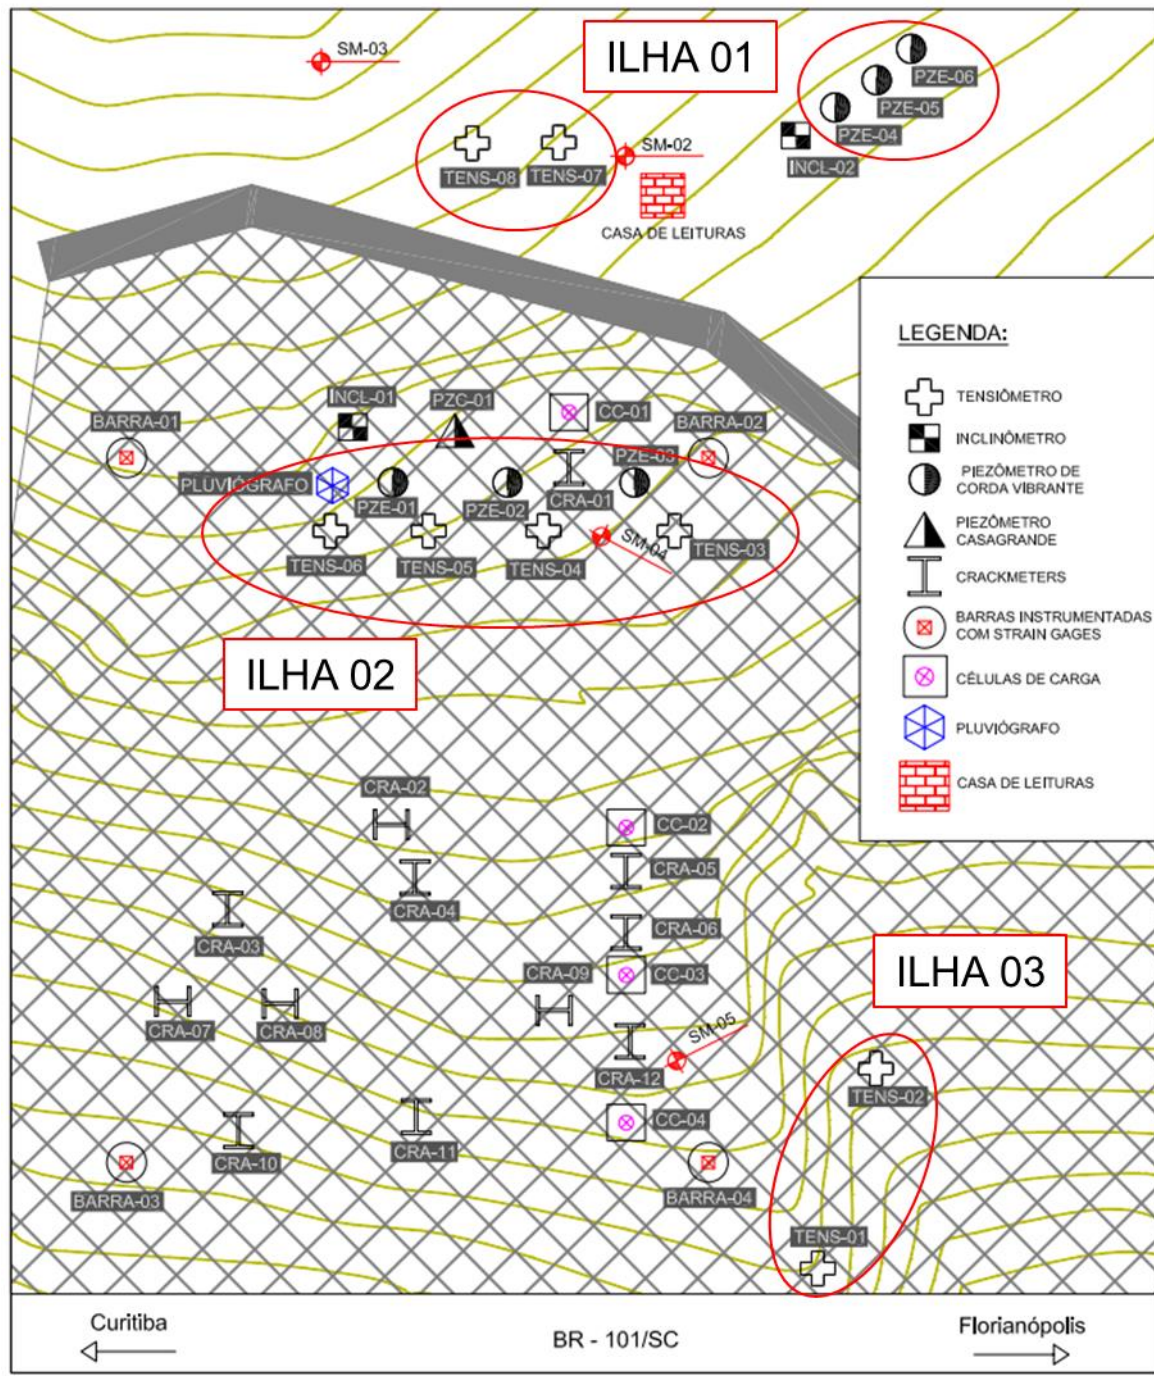 SM-03
ILHA 01
PZE-06
PZE-05
PZE-04
SM-02
TENS-08
TENS-07
INCL-02
CASA DE LEITURAS
LEGENDA:
TENSIÔMETRO
INCLINÔMETRO
PIEZÔMETRO DE
CORDA VIBRANTE
PIEZÔMETRO
CASAGRANDE
CRACKMETERS
BARRAS INSTRUMENTADAS
COM STRAIN GAGES
CÉLULAS DE CARGA
PLUVIÓGRAFO
CASA DE LEITURAS
INCL-01
PZC-01
CC-01
BARRA-01
BARRA-02
PZE-03
PLUVIÓGRAFO
CRA-01
PZE-01
PZE-02
SM-04
TENS-03
TENS-06
TENS-05
TENS-04
ILHA 02
CRA-02
CC-02
CRA-05
CRA-04
CRA-06
CRA-03
CRA-09
CC-03
ILHA 03
CRA-07
CRA-08
SM-05
CRA-12
TENS-02
CC-04
CRA-11
CRA-10
BARRA-03
BARRA-04
TENS-01
Curitiba
BR - 101/SC
Florianópolis